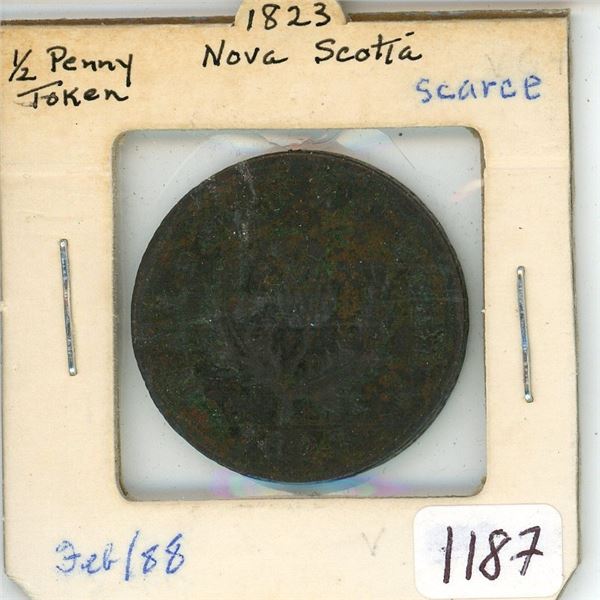 1823
Nova Scotia
½ Penny
Token
scarce
Feb/88
V
1187